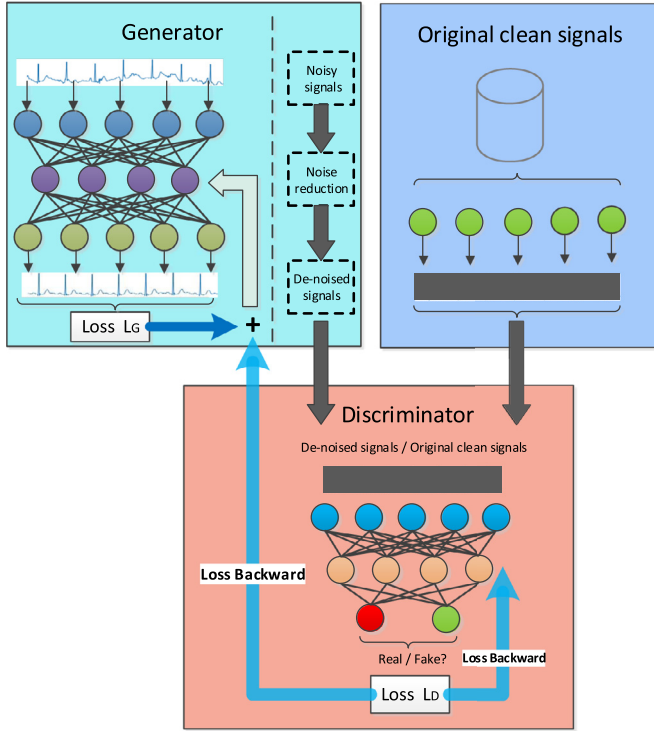 Generator
Noisy
signals
Noise
reduction
De-noised
signals
Loss LG
+
Original clean signals
Discriminator
De-noised signals / Original clean signals
Loss Backward
Real / Fake?
Loss Backward
Loss LD